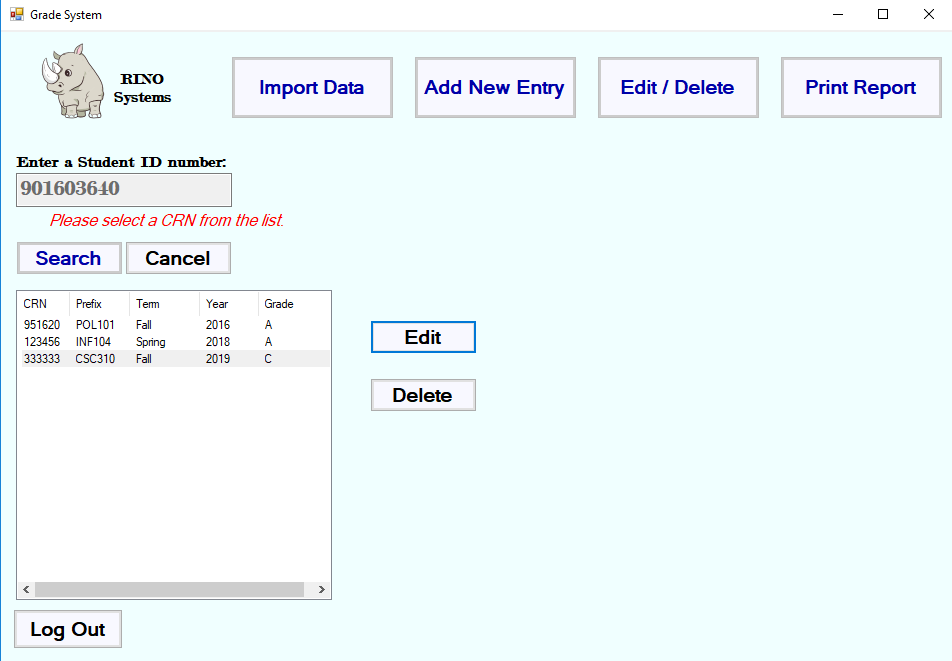 Grade System
RINO
Systems
Import Data
Add New Entry
Edit / Delete
Print Report
Enter a Student ID number:
901603640
Please select a CRN from the list.
Search
Cancel
CRN Prefix Term Year Grade
951620 POL101 Fall 2016 A
123456 INF104 Spring 2018 A
333333 CSC310 Fall 2019 C
Edit
Delete
Log Out